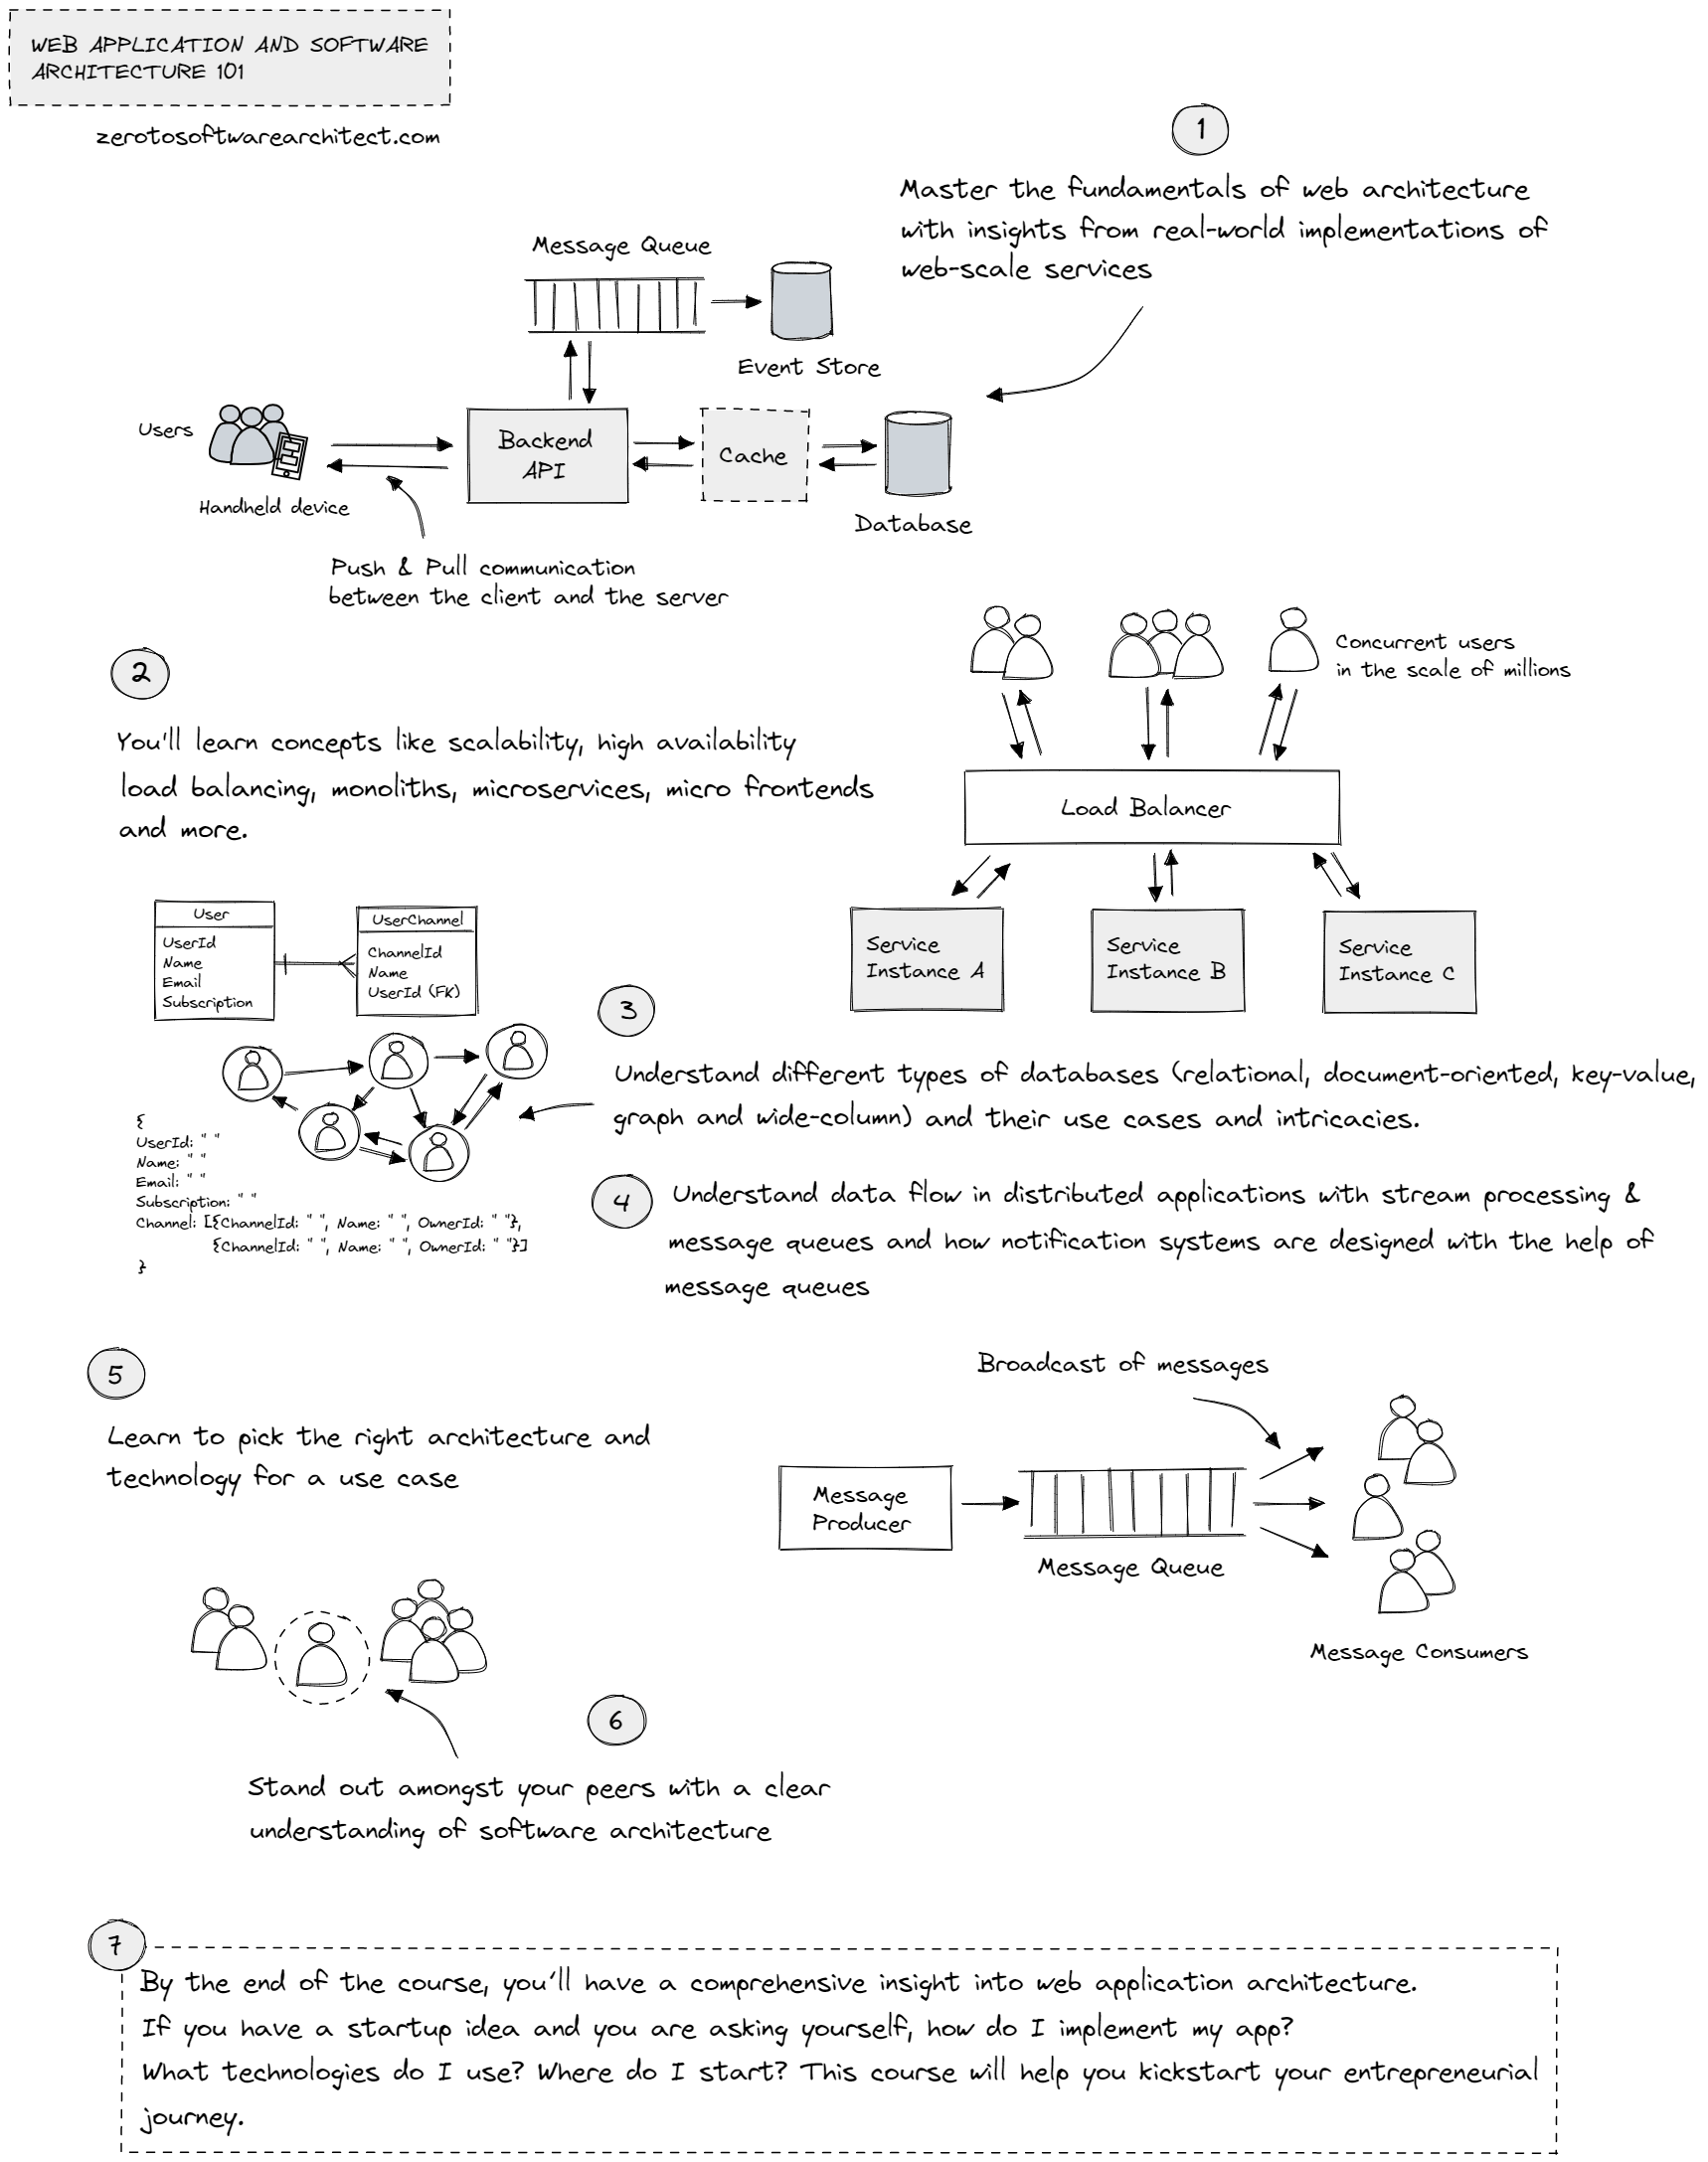 WEB APPLICATION AND SOFTWARE
ARCHITECTURE 101
zerotosoftwarearchitect.com
1
Master the fundamentals of web architecture
with insights from real-world implementations of
web-scale services
Message Queue
Event Store
Users
Handheld device
Backend
API
Cache
Database
Push & Pull communication
between the client and the server
2
You'll learn concepts like scalability, high availability
load balancing, monoliths, microservices, micro frontends
and more.
Concurrent users
in the scale of millions
Load Balancer
Service
Instance A
Service
Instance B
Service
Instance C
User
UserId
Name
Email
Subscription
UserChannel
ChannelId
Name
UserId (FK)
{
UserId: " "
Name: " "
Email: " "
Subscription: " "
Channel: [{ChannelId: " ", Name: " ", OwnerId: " "},
{ChannelId: " ", Name: " ", OwnerId: " "}]
}
3
Understand different types of databases (relational, document-oriented, key-value,
graph and wide-column) and their use cases and intricacies.
4
Understand data flow in distributed applications with stream processing &
message queues and how notification systems are designed with the help of
message queues
5
Learn to pick the right architecture and
technology for a use case
Broadcast of messages
Message
Producer
Message Queue
Message Consumers
6
Stand out amongst your peers with a clear
understanding of software architecture
7
By the end of the course, you'll have a comprehensive insight into web application architecture.
If you have a startup idea and you are asking yourself, how do I implement my app?
What technologies do I use? Where do I start? This course will help you kickstart your entrepreneurial
journey.